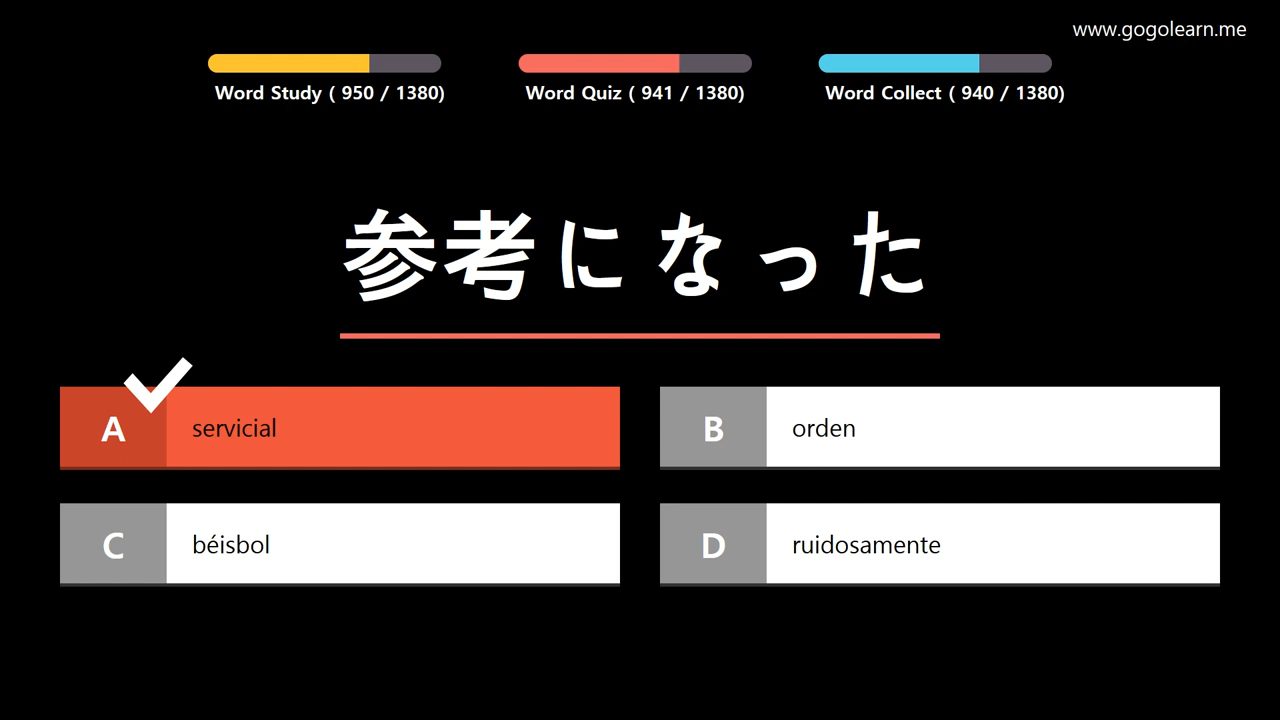 www.gogolearn.me
Word Study ( 950 / 1380)
Word Quiz ( 941 / 1380)
Word Collect ( 940 / 1380)
参考になった
A servicial
B orden
C béisbol
D ruidosamente